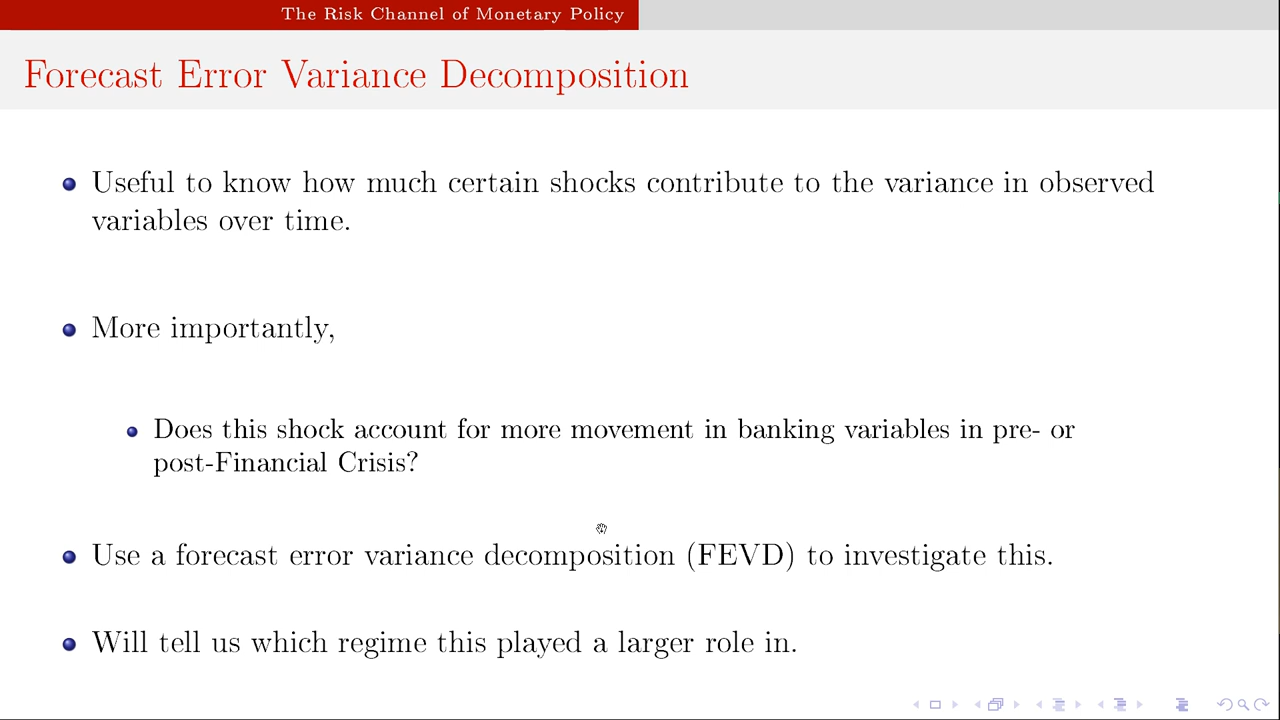 The Risk Channel of Monetary Policy
Forecast Error Variance Decomposition
Useful to know how much certain shocks contribute to the variance in observed
variables over time.
More importantly,
Does this shock account for more movement in banking variables in pre- or
post-Financial Crisis?
Use a forecast error variance decomposition (FEVD) to investigate this.
Will tell us which regime this played a larger role in.